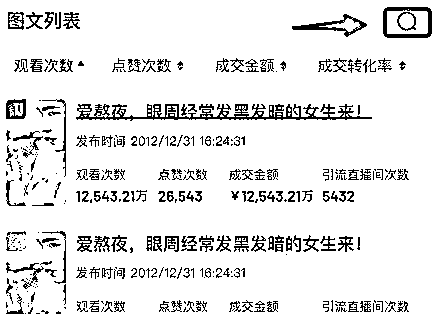 图文列表
观看次数 点赞次数 成交金额 成交转化率
爱熬夜，眼周经常发黑发暗的女生来！
发布时间 2012/12/31 16:24:31
观看次数 点赞次数 成交金额 引流直播间次数
12,543.21万 26,543 ￥12,543.21万 5432
爱熬夜，眼周经常发黑发暗的女生来！
发布时间 2012/12/31 16:24:31
观看次数 点赞次数 成交金额 引流直播间次数